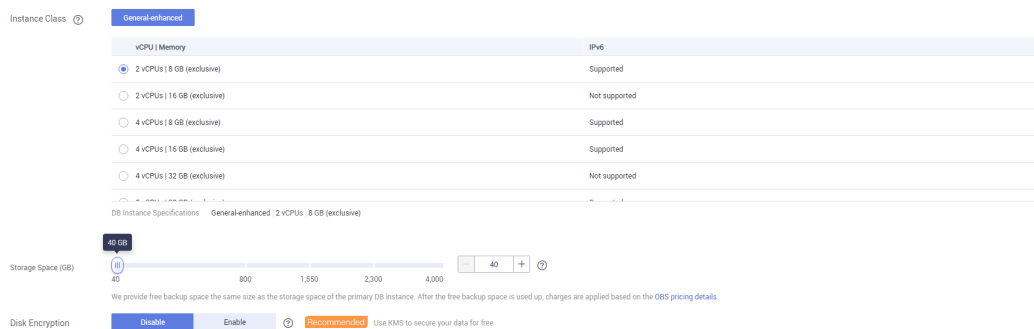 Instance Class General-enhanced
vCPU | Memory IPv6
2 vCPUs | 8 GB (exclusive) Supported
2 vCPUs | 16 GB (exclusive) Not supported
4 vCPUs | 8 GB (exclusive) Supported
4 vCPUs | 16 GB (exclusive) Supported
4 vCPUs | 32 GB (exclusive) Not supported
DB Instance Specifications General-enhanced | 2 vCPUs | 8 GB (exclusive)
40 GB
Storage Space (GB) 40
40 800 1,550 2,300 4,000
We provide free backup space the same size as the storage space of the primary DB instance. After the free backup space is used up, charges are applied based on the OBS pricing details.
Disk Encryption Disable Enable Recommended Use KMS to secure your data for free